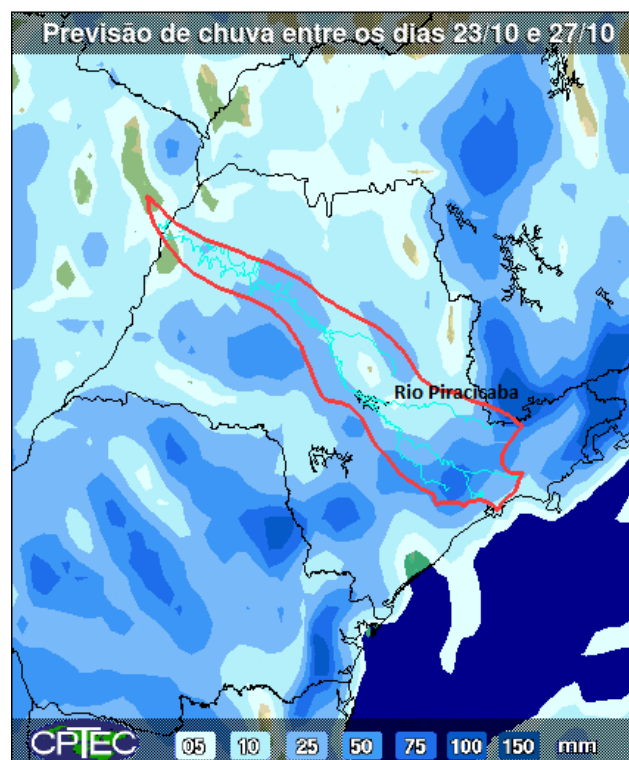 Previsão de chuva entre os dias 23/10 e 27/10
Rio Piracicaba
CPTEC 05 10 25 50 75 100 150 mm